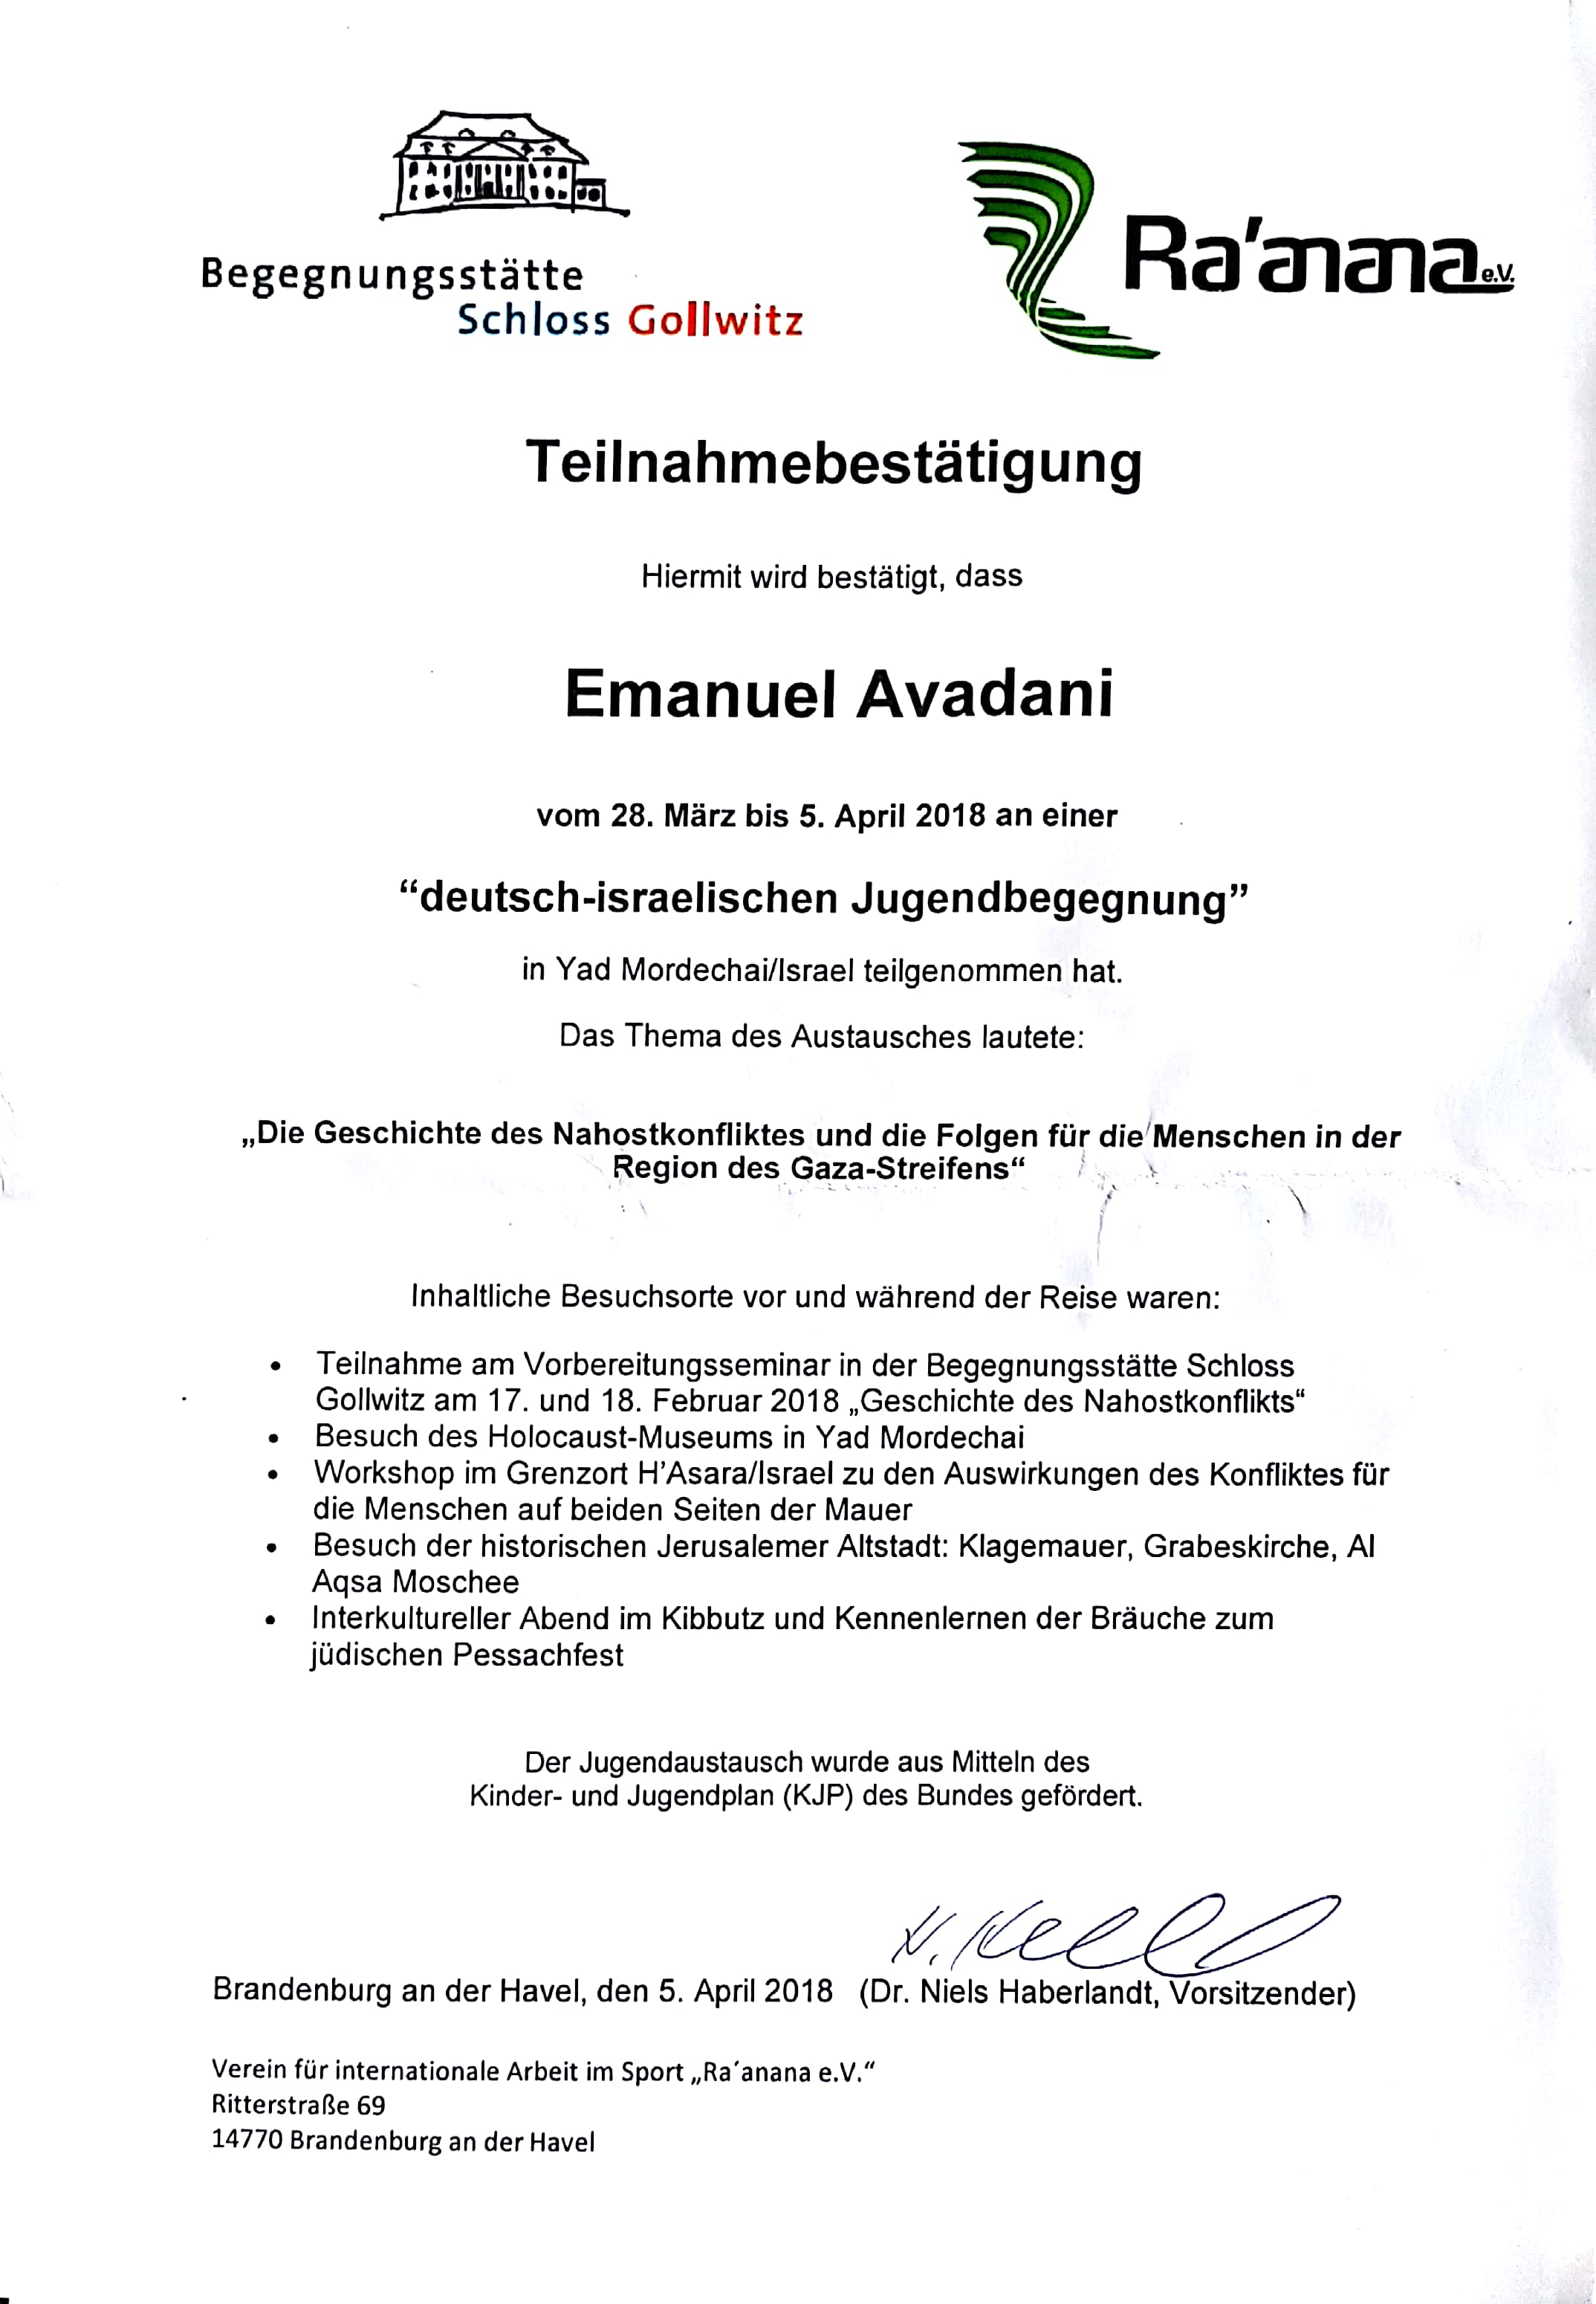 Begegnungsstätte
Schloss Gollwitz
Ra'anana e.V.
Teilnahmebestätigung
Hiermit wird bestätigt, dass
Emanuel Avadani
vom 28. März bis 5. April 2018 an einer
“deutsch-israelischen Jugendbegegnung”
in Yad Mordechai/Israel teilgenommen hat.
Das Thema des Austausches lautete:
„Die Geschichte des Nahostkonfliktes und die Folgen für die Menschen in der
Region des Gaza-Streifens“
Inhaltliche Besuchsorte vor und während der Reise waren:
• Teilnahme am Vorbereitungsseminar in der Begegnungsstätte Schloss
Gollwitz am 17. und 18. Februar 2018 „Geschichte des Nahostkonflikts“
• Besuch des Holocaust-Museums in Yad Mordechai
• Workshop im Grenzort H’Asara/Israel zu den Auswirkungen des Konfliktes für
die Menschen auf beiden Seiten der Mauer
• Besuch der historischen Jerusalemer Altstadt: Klagemauer, Grabeskirche, Al
Aqsa Moschee
• Interkultureller Abend im Kibbutz und Kennenlernen der Bräuche zum
jüdischen Pessachfest
Der Jugendaustausch wurde aus Mitteln des
Kinder- und Jugendplan (KJP) des Bundes gefördert.
Brandenburg an der Havel, den 5. April 2018 (Dr. Niels Haberlandt, Vorsitzender)
Verein für internationale Arbeit im Sport „Ra´anana e.V.“
Ritterstraße 69
14770 Brandenburg an der Havel